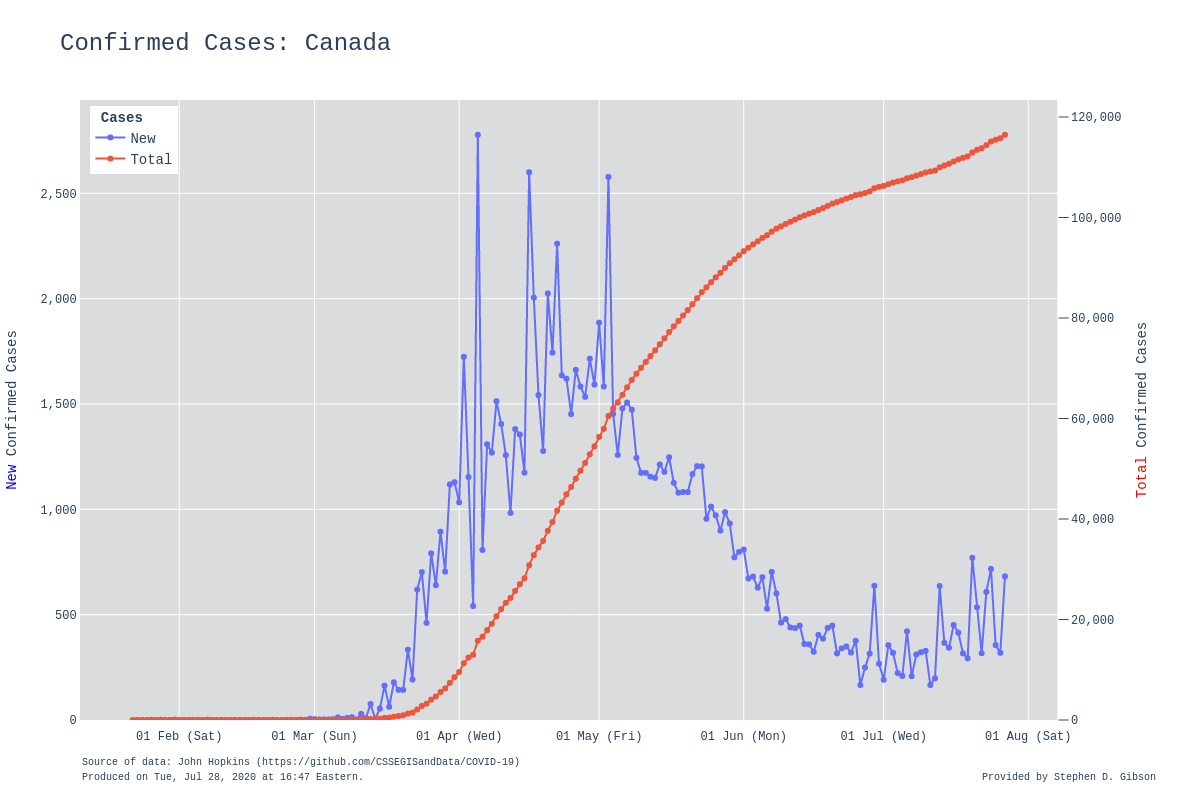 Confirmed Cases: Canada
Cases
New
Total
2,500
2,000
1,500
1,000
500
0
New Confirmed Cases
120,000
100,000
80,000
60,000
40,000
20,000
0
Total Confirmed Cases
01 Feb (Sat) 01 Mar (Sun) 01 Apr (Wed) 01 May (Fri) 01 Jun (Mon) 01 Jul (Wed) 01 Aug (Sat)
Source of data: John Hopkins (https://github.com/CSSEGISandData/COVID-19)
Produced on Tue, Jul 28, 2020 at 16:47 Eastern.
Provided by Stephen D. Gibson